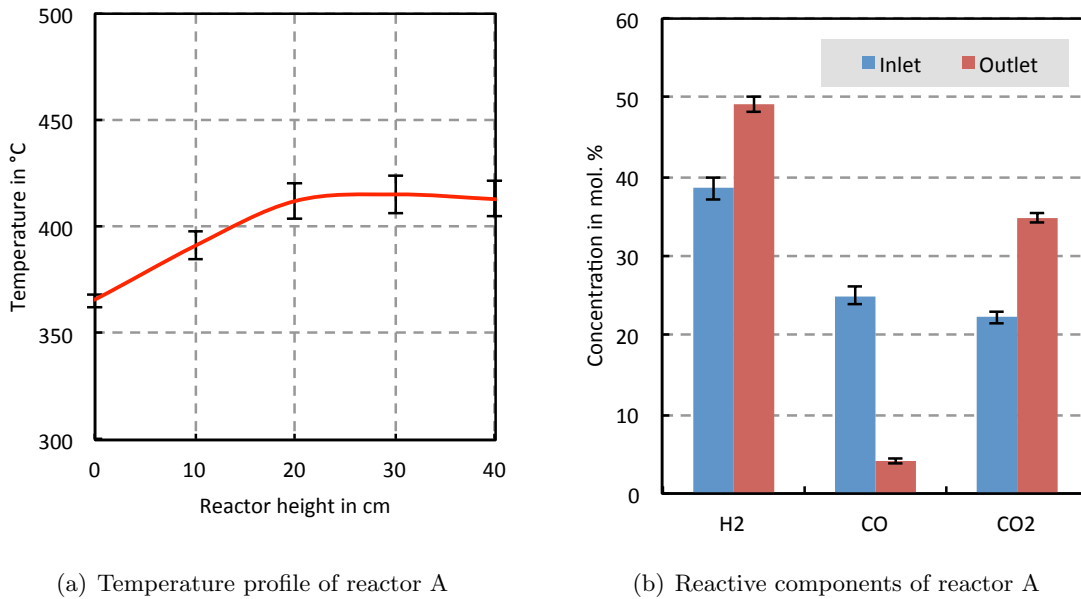 500
450
400
350
300
Temperature in °C
0 10 20 30 40
Reactor height in cm
(a) Temperature profile of reactor A
60
50
40
30
20
10
0
Concentration in mol. %
Inlet Outlet
H2 CO CO2
(b) Reactive components of reactor A